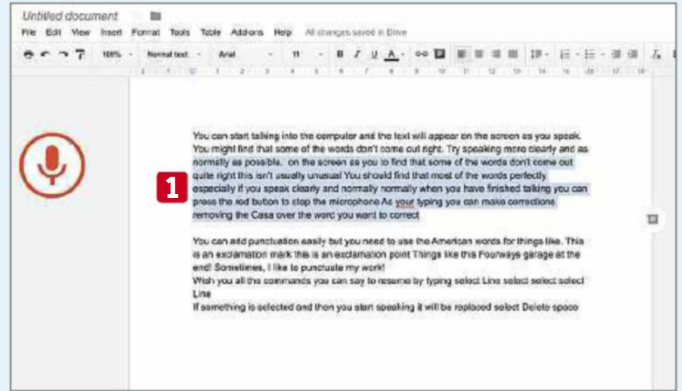 Untitled document
File Edit View Insert Format Tools Table Add-ons Help All changes saved in Drive
100% Normal text Arial 11 B I U A
You can start talking into the computer and the text will appear on the screen as you speak.
You might find that some of the words don't come out right. Try speaking more clearly and as
normally as possible. on the screen as you to find that some of the words don't come out
quite right this isn't usually unusual You should find that most of the words perfectly
1
especially if you speak clearly and normally normally when you have finished talking you can
press the red button to stop the microphone As your typing you can make corrections
removing the Casa over the word you want to correct
You can add punctuation easily but you need to use the American words for things like. This
is an exclamation mark this is an exclamation point Things like this Fourways garage at the
end! Sometimes, I like to punctuate my work!
Wish you all the commands you can say to resume by typing select Line select select select
Line
If something is selected and then you start speaking it will be replaced select Delete space